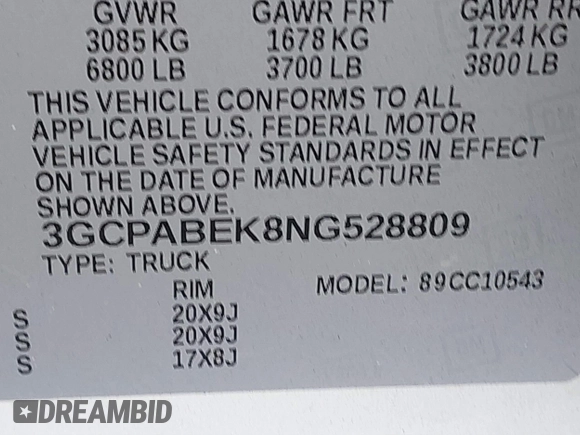 GVWR GAWR FRT GAWR RR
3085 KG 1678 KG 1724 KG
6800 LB 3700 LB 3800 LB
THIS VEHICLE CONFORMS TO ALL
APPLICABLE U.S. FEDERAL MOTOR
VEHICLE SAFETY STANDARDS IN EFFECT
ON THE DATE OF MANUFACTURE
SHOWN ABOVE.
3GCPABEK8NG528809
TYPE: TRUCK
RIM MODEL: 89CC10543
S 20X9J
S 20X9J
S 17X8J
DREAMBID